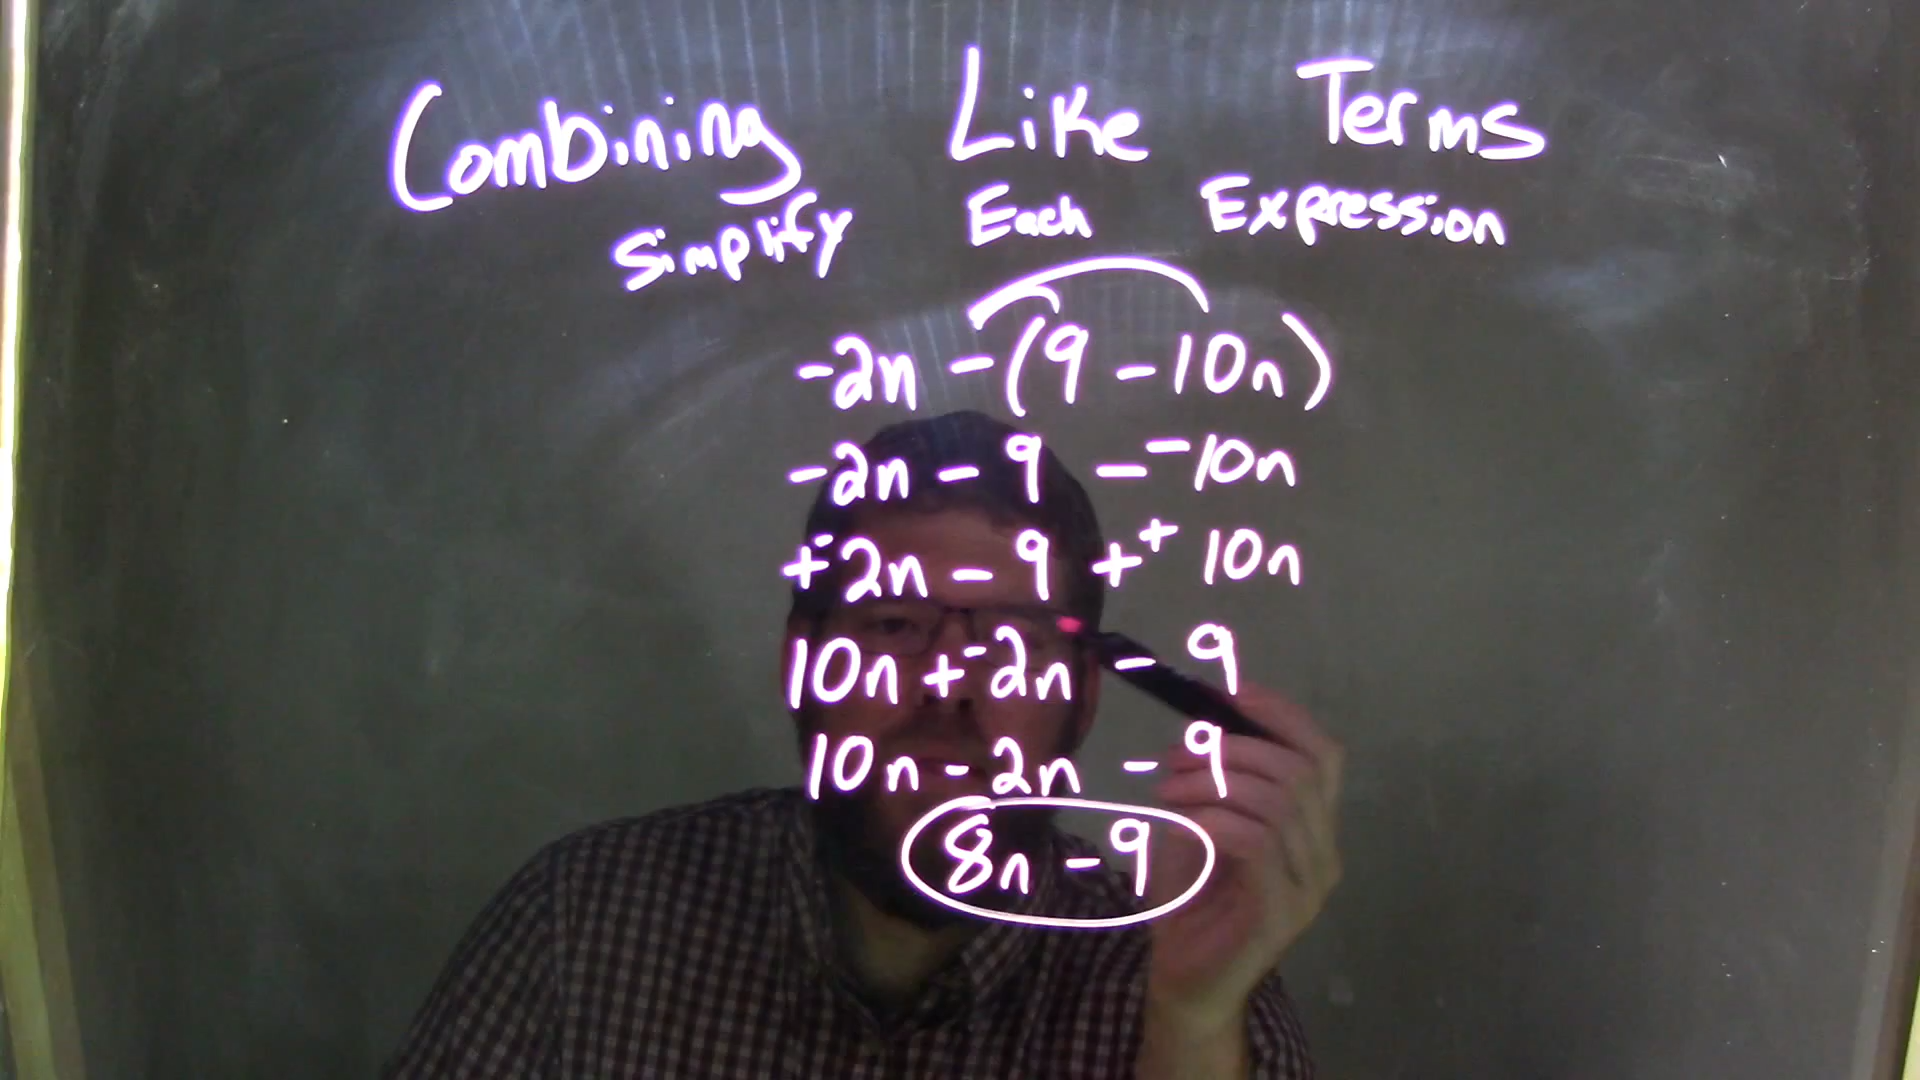 Combining Like Terms
Simplify Each Expression
-2n -(9 - 10n)
-2n - 9 - -10n
+-2n - 9 + +10n
10n + -2n - 9
10n - 2n - 9
8n - 9